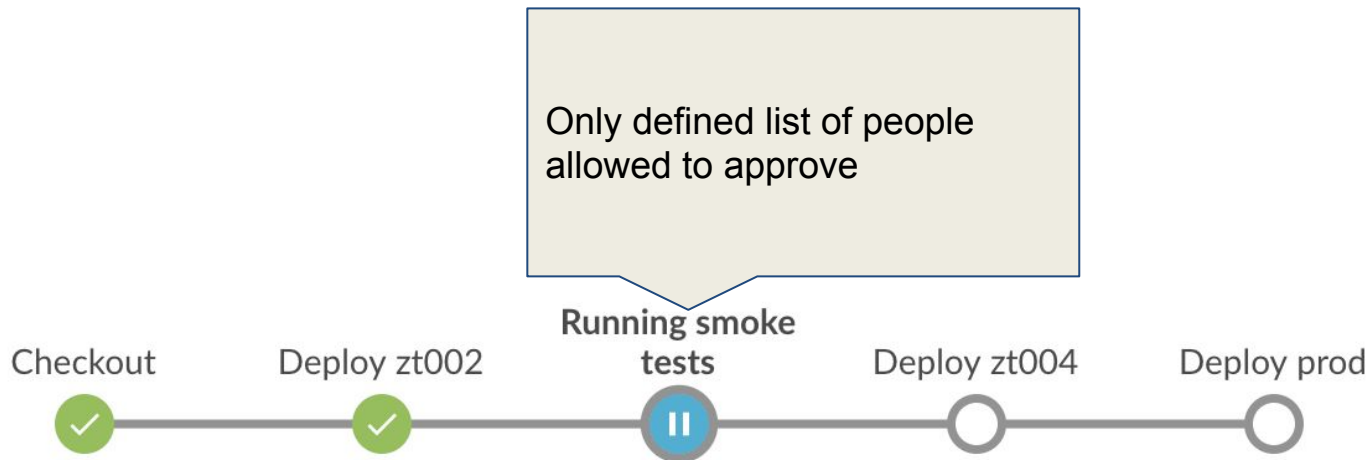 Only defined list of people
allowed to approve
Running smoke
tests
Checkout
Deploy zt002
Deploy zt004
Deploy prod